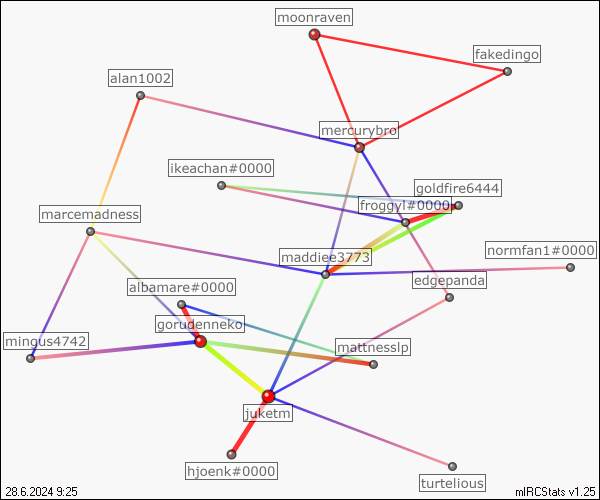 moonraven
fakedingo
alan1002
mercurybro
ikeachan#0000
goldfire6444
froggyl#0000
marcemadness
normfan1#0000
maddiee3773
edgepanda
albamare#0000
gorudenneko
mingus4742
mattnesslp
juketm
hjoenk#0000
turtelious
28.6.2024 9:25
mIRCStats v1.25